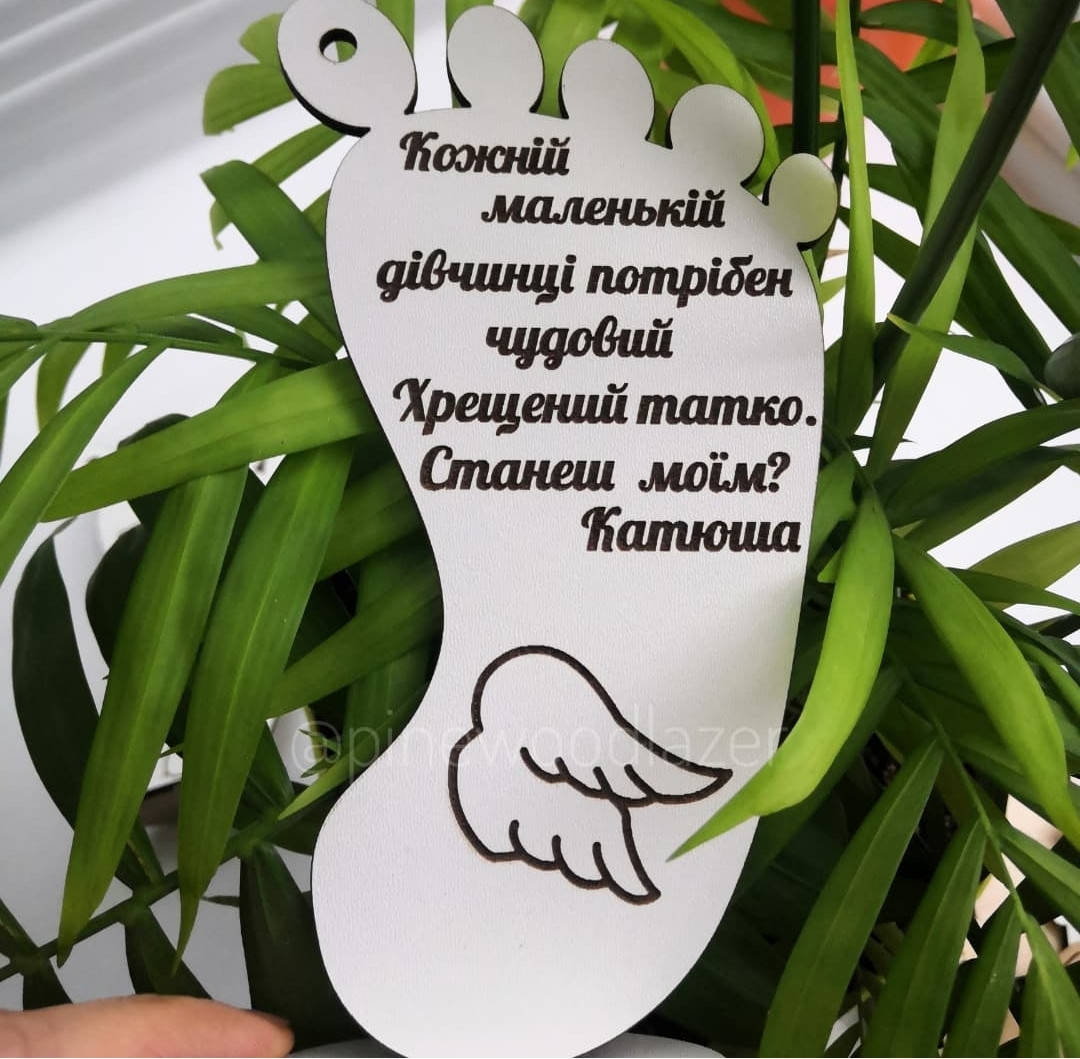 Кожній
маленькій
дівчинці потрібен
чудовий
Хрещений татко.
Станеш моїм?
Катюша
@pinewoodlazer